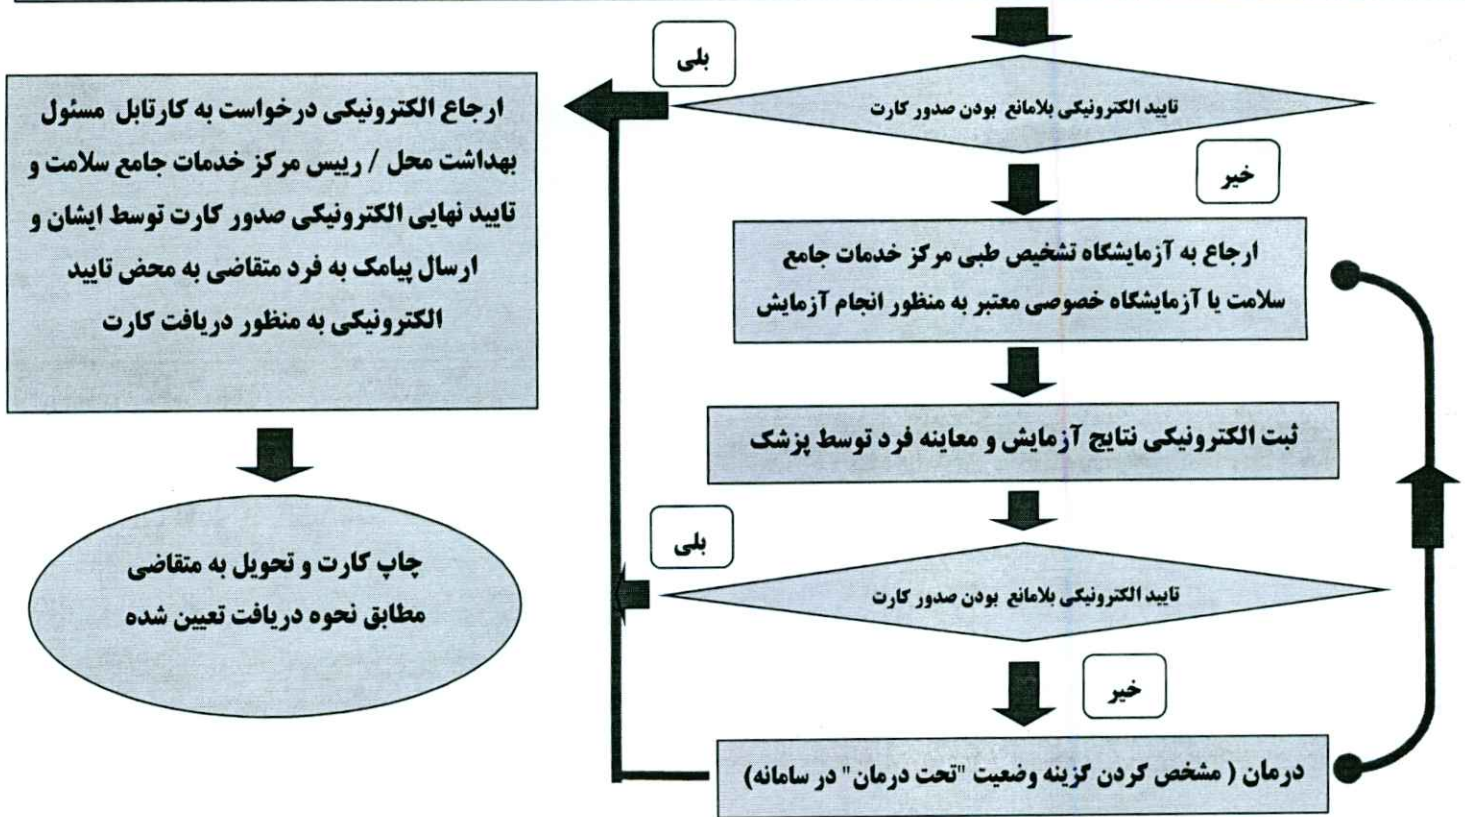 بلی
تایید الکترونیکی بلامانع بودن صدور کارت
خیر
ارجاع به آزمایشگاه تشخیص طبی مرکز خدمات جامع
سلامت یا آزمایشگاه خصوصی معتبر به منظور انجام آزمایش
ثبت الکترونیکی نتایج آزمایش و معاینه فرد توسط پزشک
بلی
تایید الکترونیکی بلامانع بودن صدور کارت
خیر
درمان ( مشخص کردن گزینه وضعیت "تحت درمان" در سامانه)
ارجاع الکترونیکی درخواست به کارتابل مسئول
بهداشت محل / رییس مرکز خدمات جامع سلامت و
تایید نهایی الکترونیکی صدور کارت توسط ایشان و
ارسال پیامک به فرد متقاضی به محض تایید
الکترونیکی به منظور دریافت کارت
چاپ کارت و تحویل به متقاضی
مطابق نحوه دریافت تعیین شده